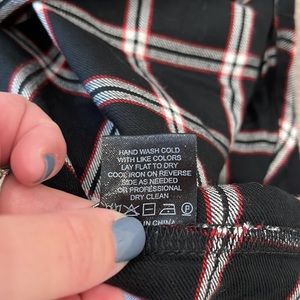 HAND WASH COLD
WITH LIKE COLORS
LAY FLAT TO DRY
COOL IRON ON REVERSE
SIDE AS NEEDED
OR PROFESSIONAL
DRY CLEAN
P
IN CHINA